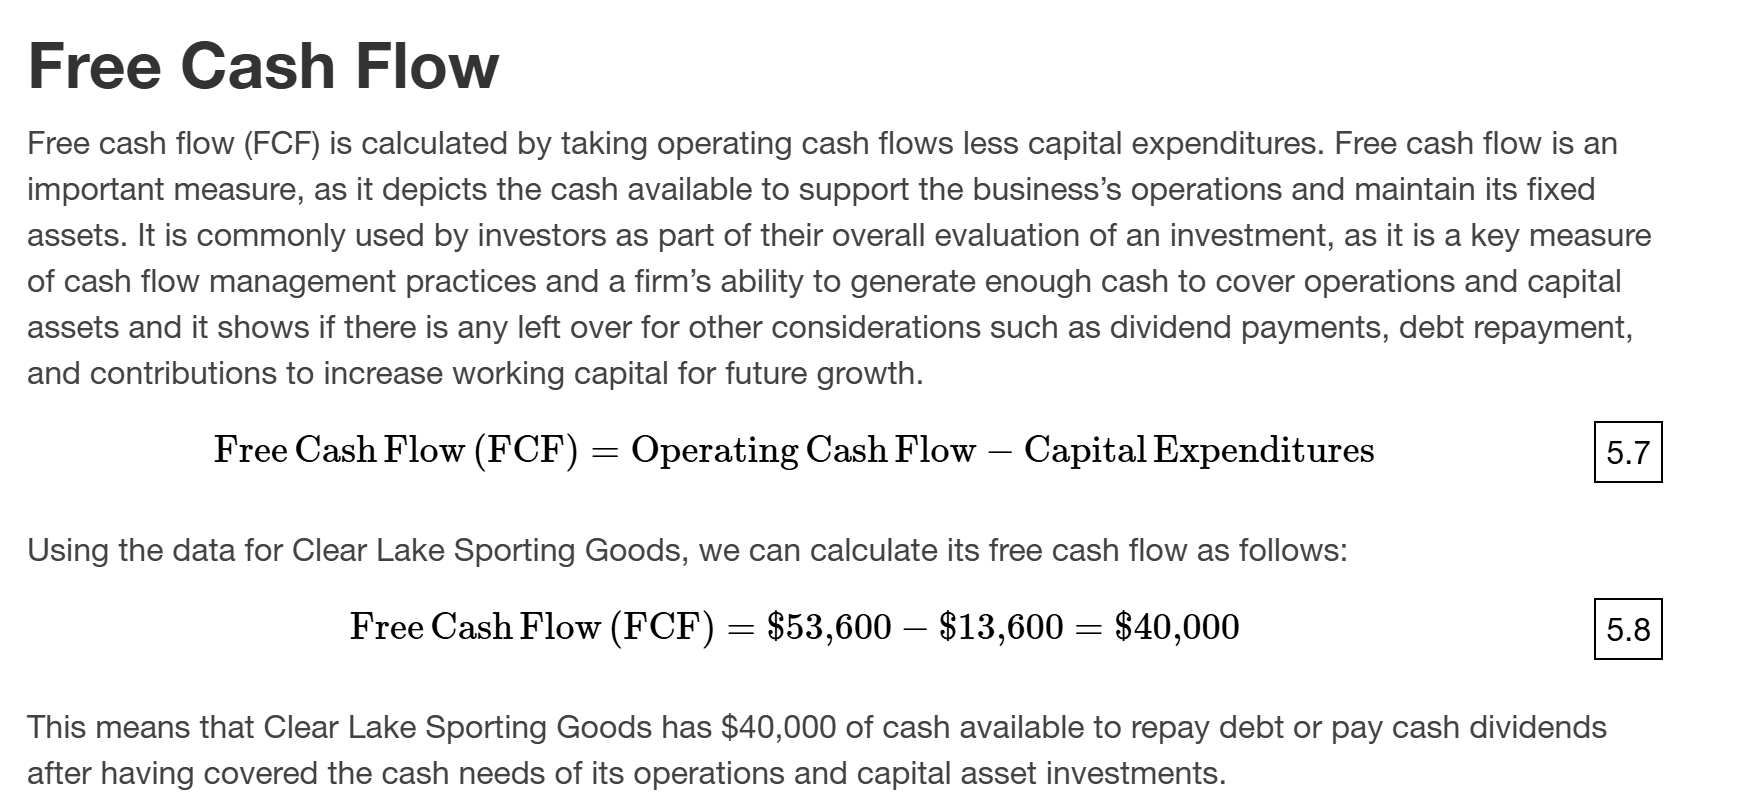 Free Cash Flow
Free cash flow (FCF) is calculated by taking operating cash flows less capital expenditures. Free cash flow is an
important measure, as it depicts the cash available to support the business’s operations and maintain its fixed
assets. It is commonly used by investors as part of their overall evaluation of an investment, as it is a key measure
of cash flow management practices and a firm’s ability to generate enough cash to cover operations and capital
assets and it shows if there is any left over for other considerations such as dividend payments, debt repayment,
and contributions to increase working capital for future growth.
Free Cash Flow (FCF) = Operating Cash Flow − Capital Expenditures 5.7
Using the data for Clear Lake Sporting Goods, we can calculate its free cash flow as follows:
Free Cash Flow (FCF) = $53,600 − $13,600 = $40,000 5.8
This means that Clear Lake Sporting Goods has $40,000 of cash available to repay debt or pay cash dividends
after having covered the cash needs of its operations and capital asset investments.